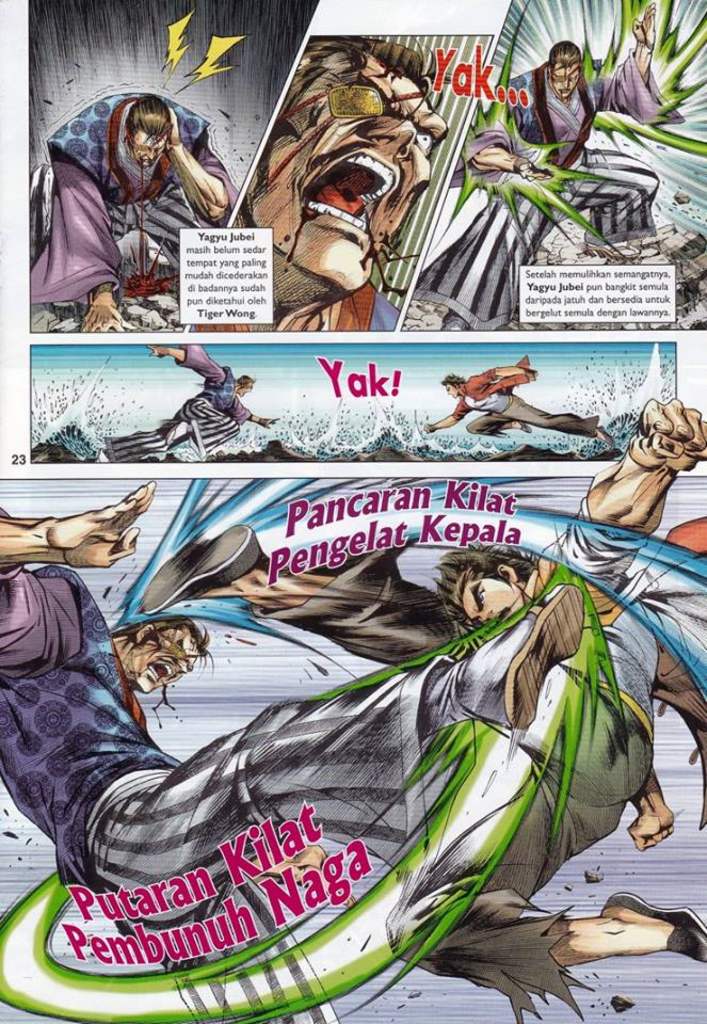 Yak...
Yagyu Jubei
masih belum sedar
tempat yang paling
mudah dicederakan
di badannya sudah
pun diketahui oleh
Tiger Wong.
Setelah memulihkan semangatnya,
Yagyu Jubei pun bangkit semula
daripada jatuh dan bersedia untuk
bergelut semula dengan lawannya.
Yak!
23
Pancaran Kilat
Pengelat Kepala
Putaran Kilat
Pembunuh Naga